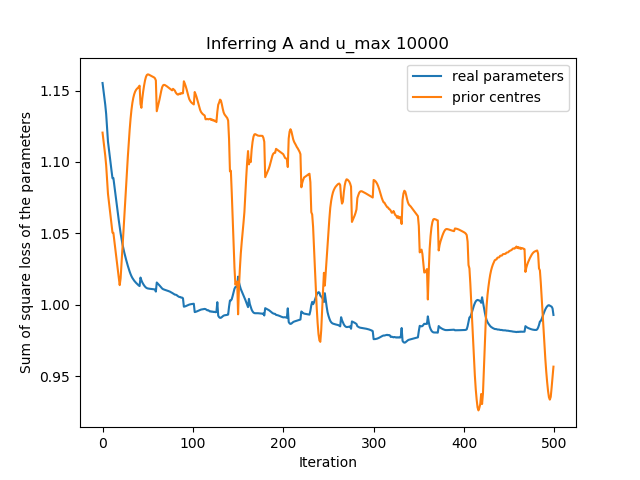 Inferring A and u_max 10000
real parameters
prior centres
Sum of square loss of the parameters
1.15
1.10
1.05
1.00
0.95
0
100
200
300
400
500
Iteration